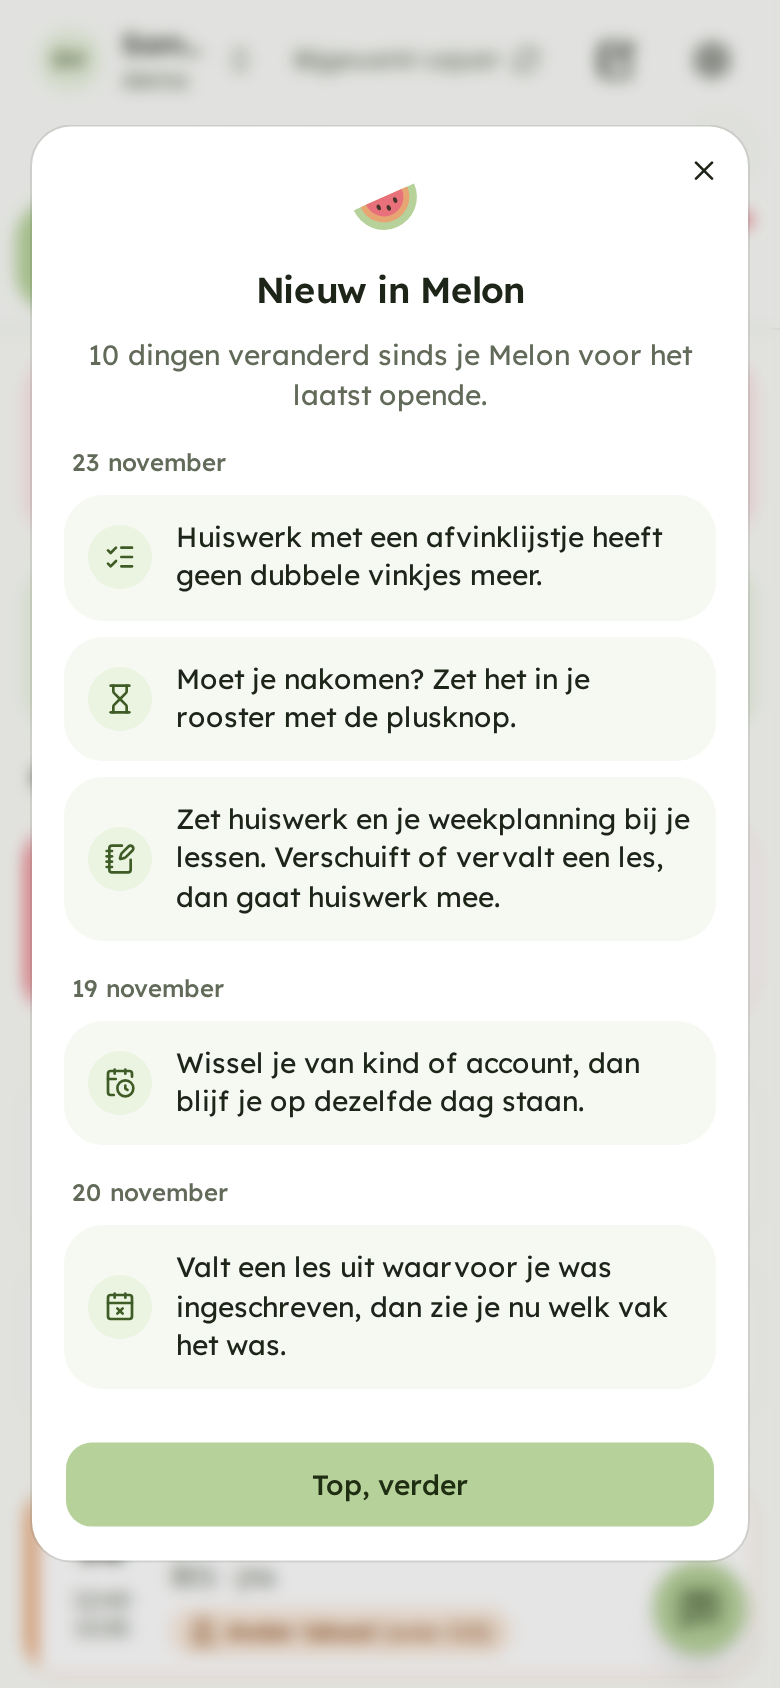 Nieuw in Melon
10 dingen veranderd sinds je Melon voor het
laatst opende.
23 november
Huiswerk met een afvinklijstje heeft
geen dubbele vinkjes meer.
Moet je nakomen? Zet het in je
rooster met de plusknop.
Zet huiswerk en je weekplanning bij je
lessen. Verschuift of vervalt een les,
dan gaat huiswerk mee.
19 november
Wissel je van kind of account, dan
blijf je op dezelfde dag staan.
20 november
Valt een les uit waarvoor je was
ingeschreven, dan zie je nu welk vak
het was.
Top, verder